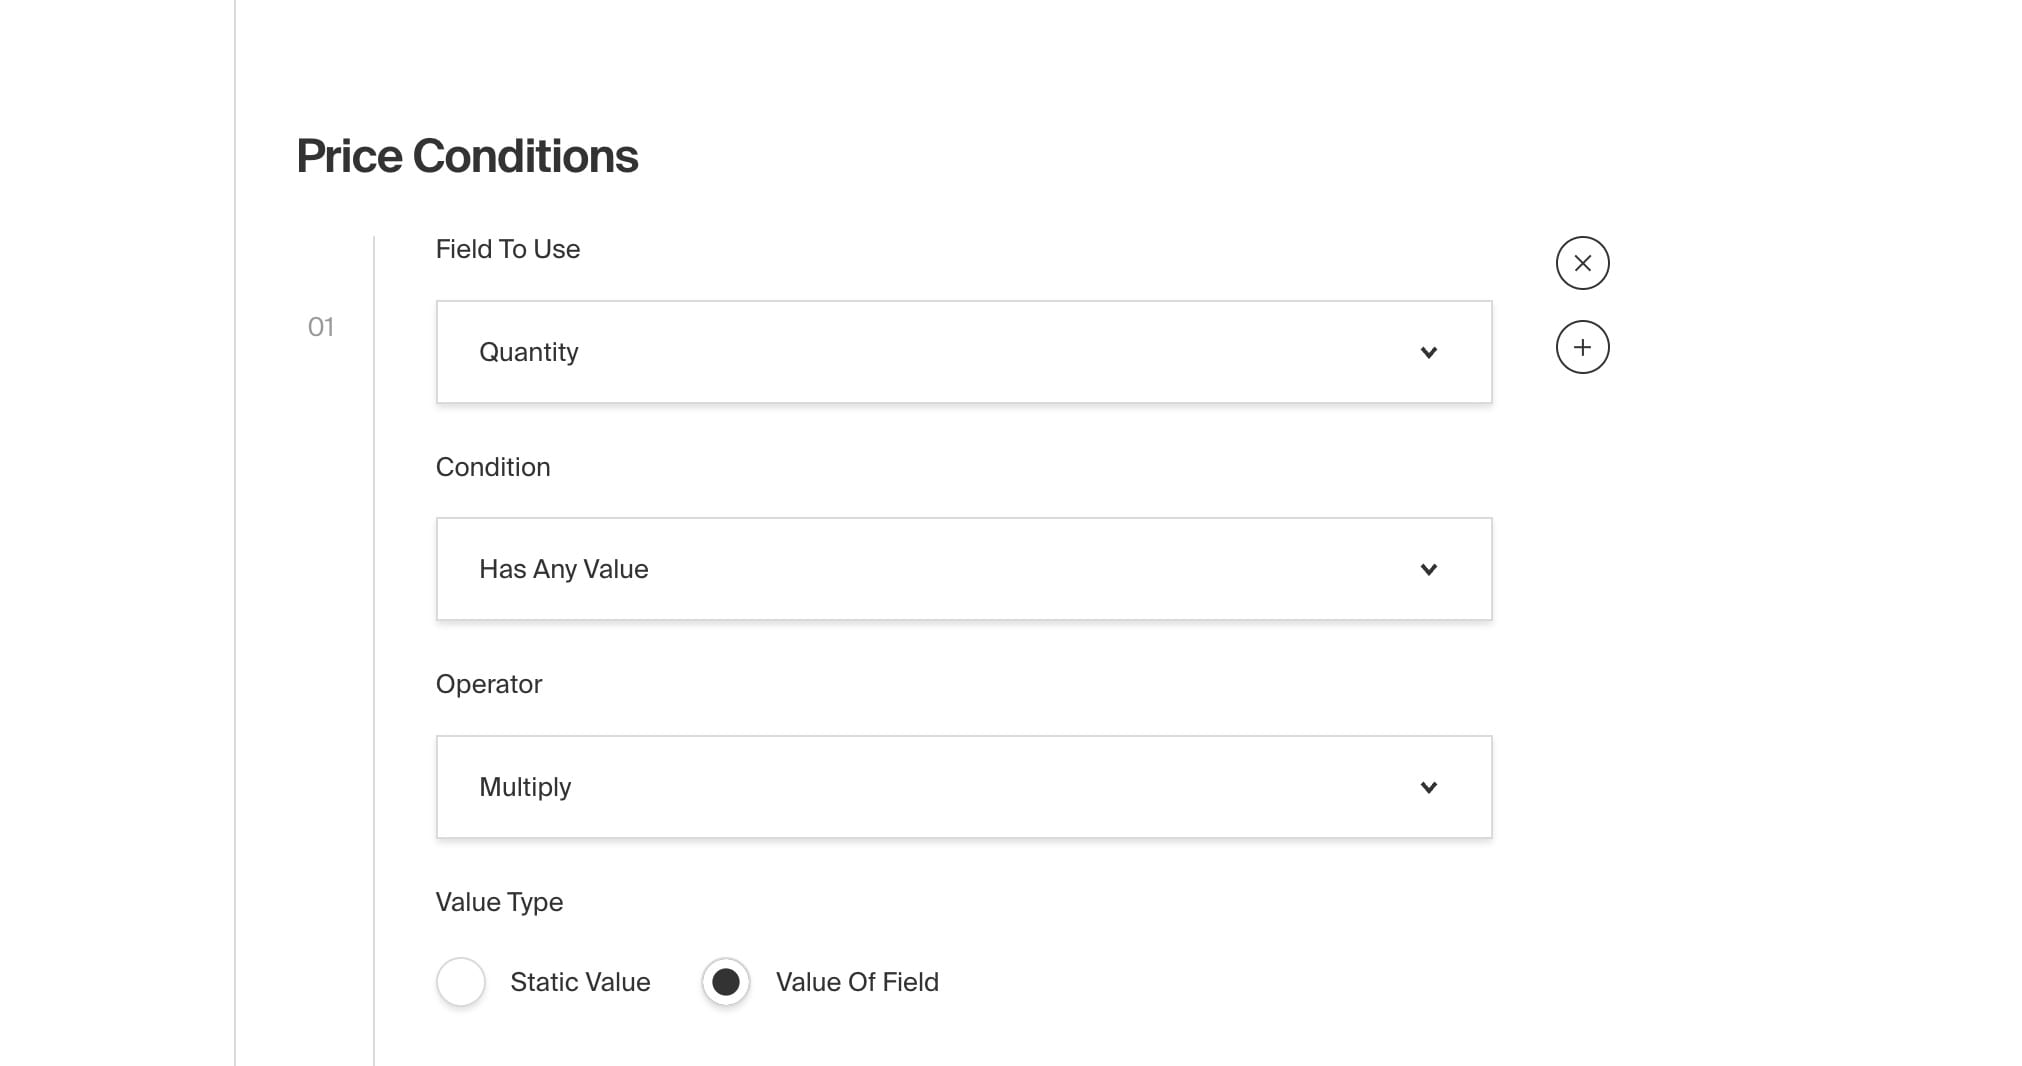 Price Conditions
Field To Use
01
Quantity
Condition
Has Any Value
Operator
Multiply
Value Type
Static Value
Value Of Field